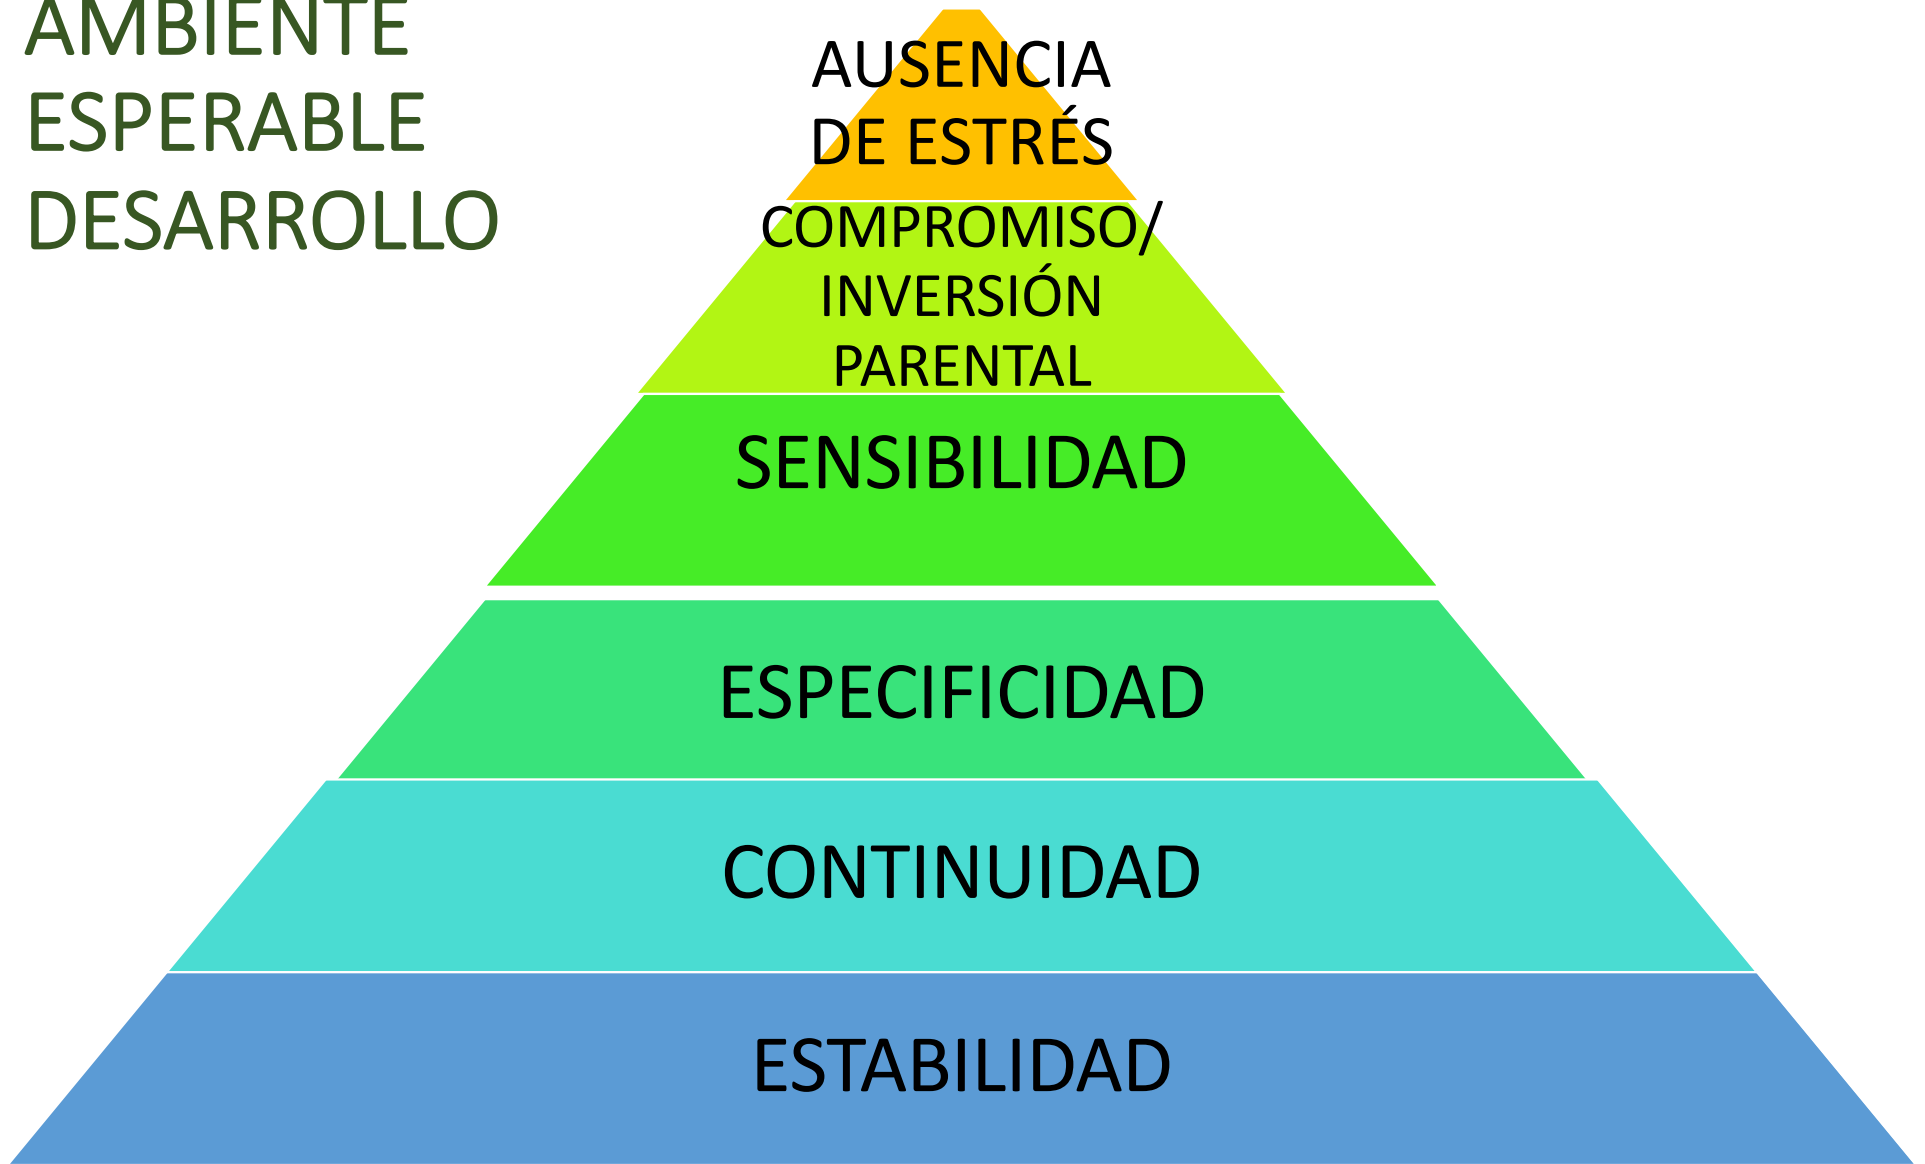 AMBIENTE
ESPERABLE
DESARROLLO
AUSENCIA
DE ESTRÉS
COMPROMISO/
INVERSIÓN
PARENTAL
SENSIBILIDAD
ESPECIFICIDAD
CONTINUIDAD
ESTABILIDAD